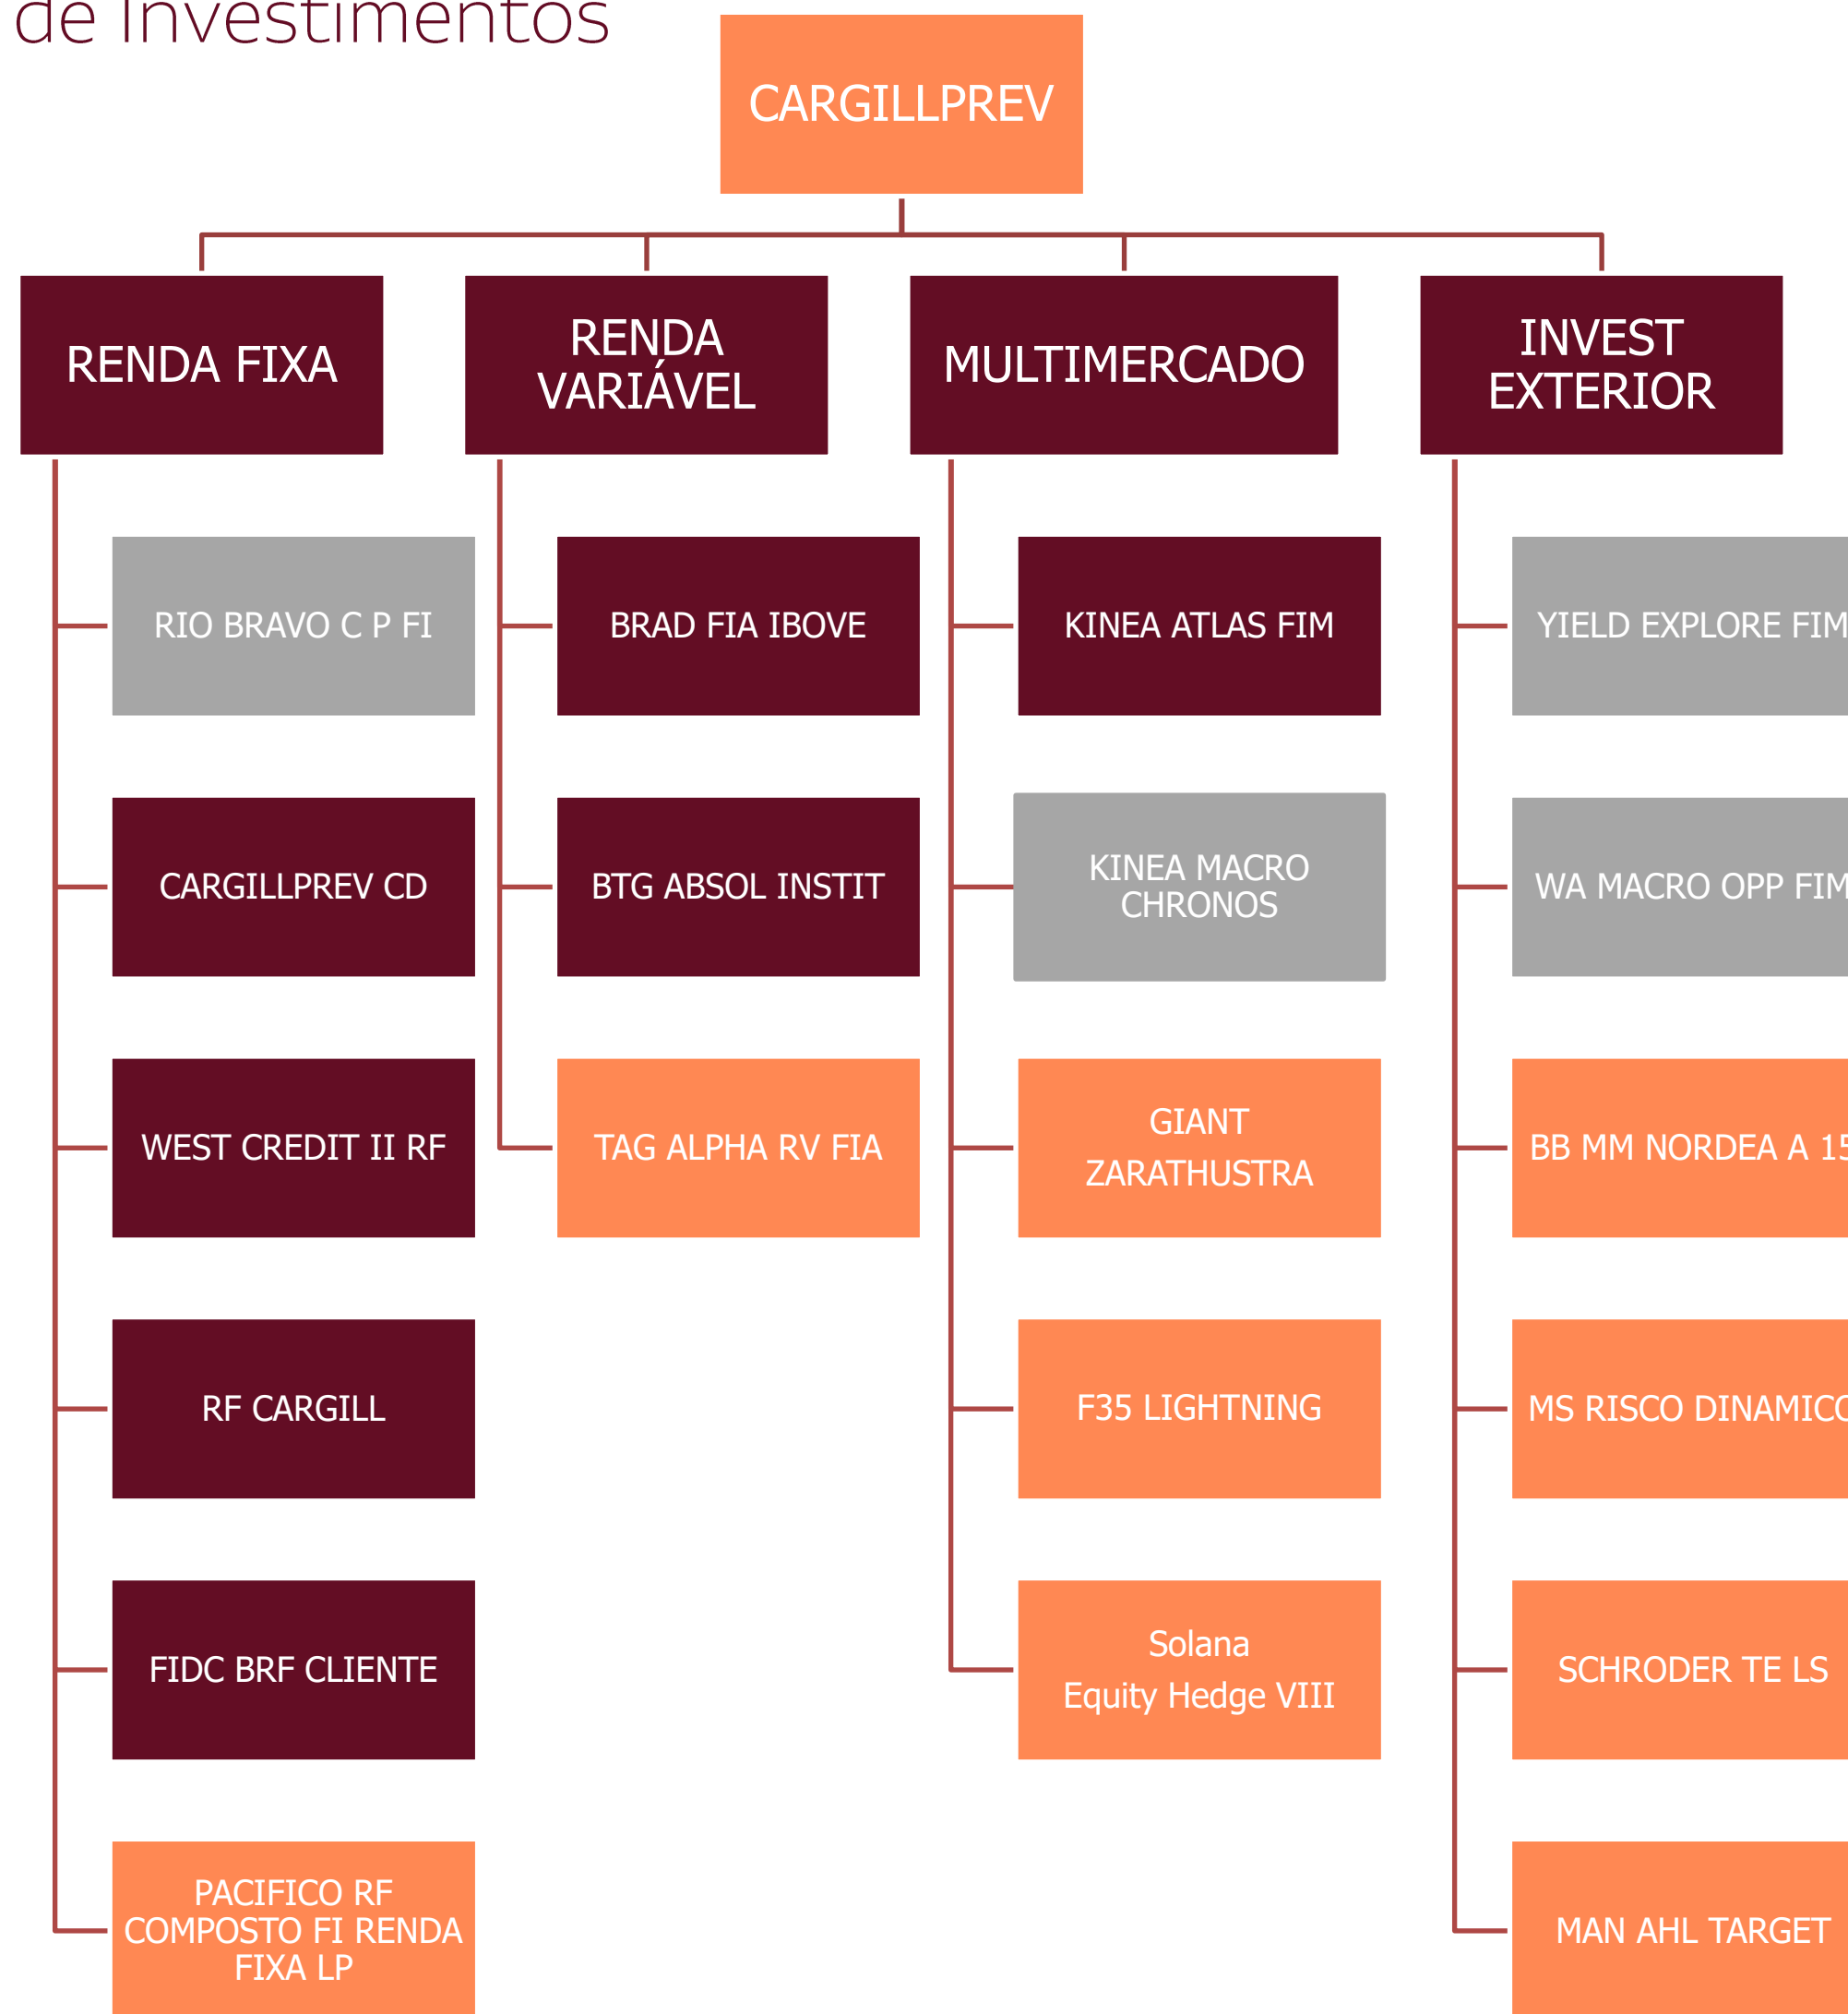 de Investimentos
CARGILLPREV
RENDA FIXA
RENDA
VARIÁVEL
MULTIMERCADO
INVEST
EXTERIOR
RIO BRAVO C P FI
CARGILLPREV CD
WEST CREDIT II RF
RF CARGILL
FIDC BRF CLIENTE
PACIFICO RF
COMPOSTO FI RENDA
FIXA LP
BRAD FIA IBOVE
BTG ABSOL INSTIT
TAG ALPHA RV FIA
KINEA ATLAS FIM
KINEA MACRO
CHRONOS
GIANT
ZARATHUSTRA
F35 LIGHTNING
Solana
Equity Hedge VIII
YIELD EXPLORE FIM
WA MACRO OPP FIM
BB MM NORDEA A 15
MS RISCO DINAMICO
SCHRODER TE LS
MAN AHL TARGET